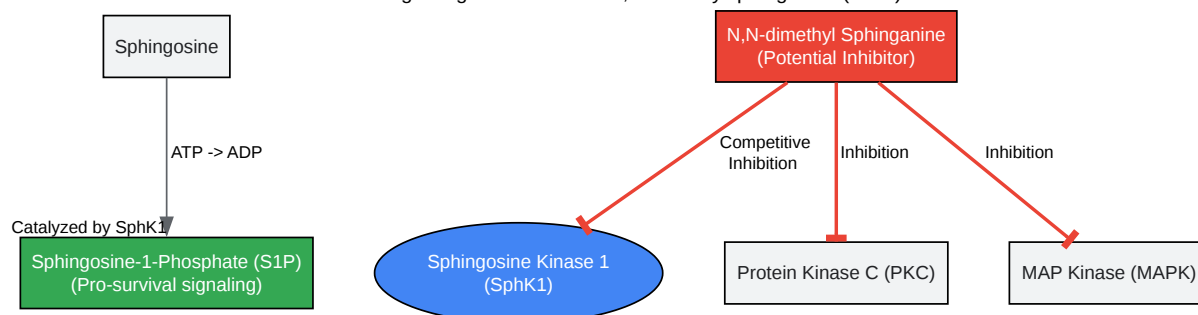 Sphingosine
N,N-dimethyl Sphinganine
(Potential Inhibitor)
ATP -> ADP
Competitive
Inhibition
Inhibition
Inhibition
Catalyzed by SphK1
Sphingosine-1-Phosphate (S1P)
(Pro-survival signaling)
Sphingosine Kinase 1
(SphK1)
Protein Kinase C (PKC)
MAP Kinase (MAPK)